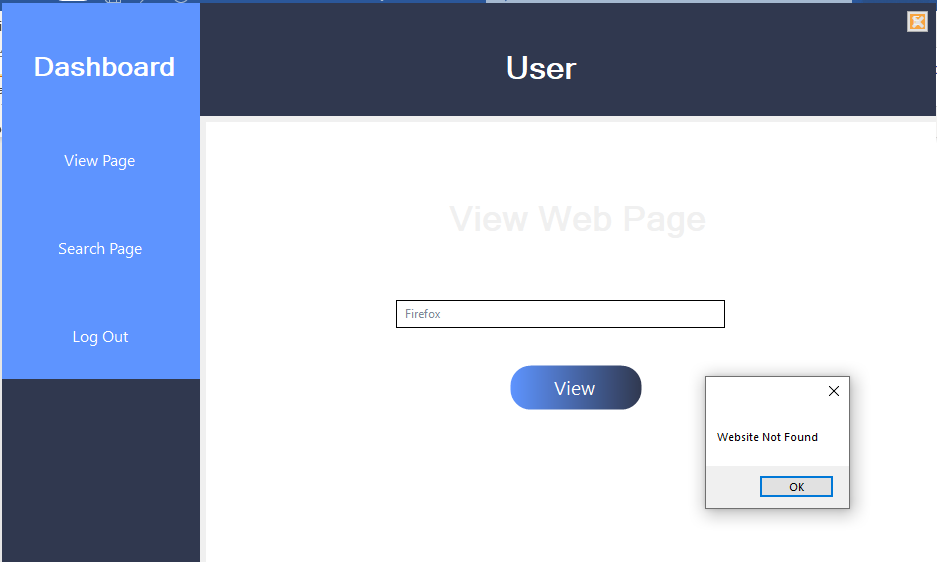 Dashboard
User
View Page
Search Page
Log Out
View Web Page
Firefox
View
Website Not Found
OK